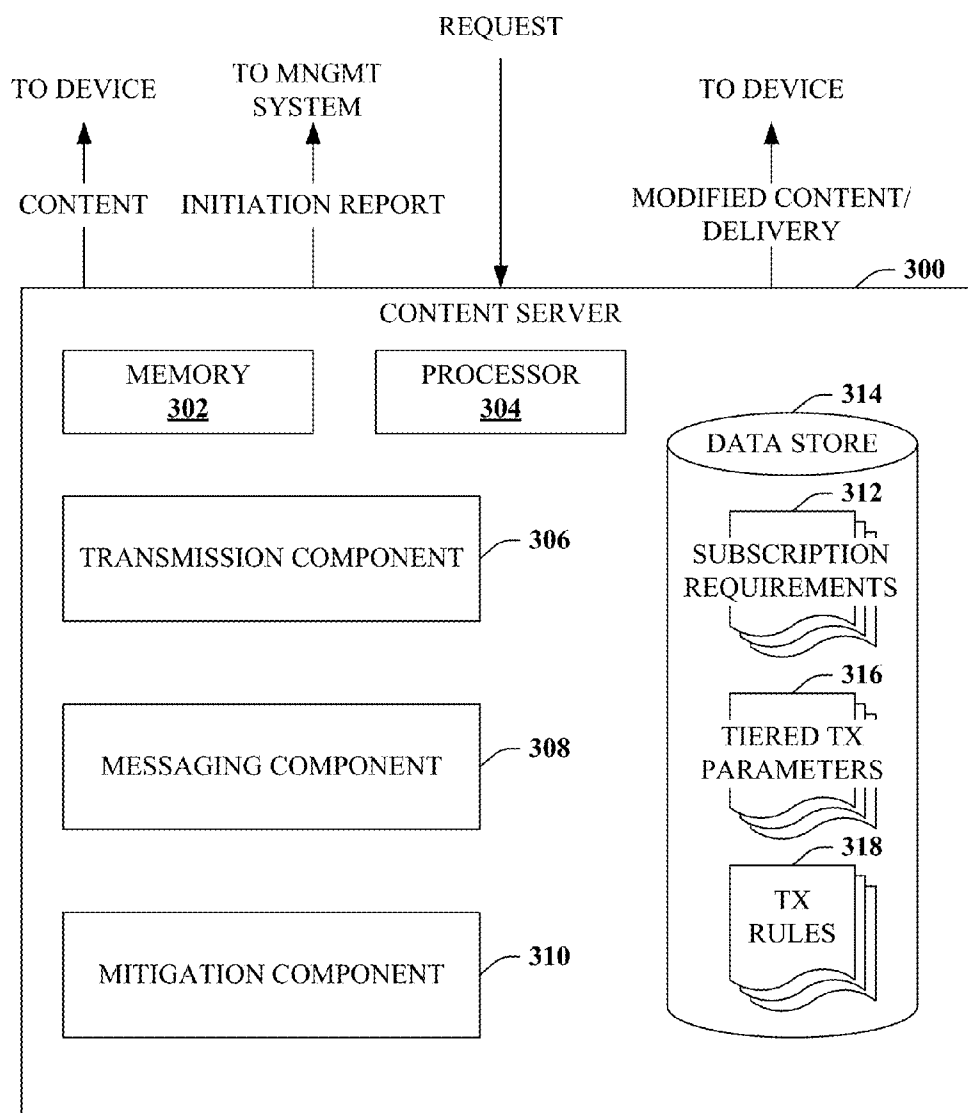 REQUEST
TO DEVICE
TO MNGMT
SYSTEM
TO DEVICE
CONTENT
INITIATION REPORT
MODIFIED CONTENT/
DELIVERY
300
CONTENT SERVER
MEMORY
302
PROCESSOR
304
314
DATA STORE
312
SUBSCRIPTION
REQUIREMENTS
TRANSMISSION COMPONENT
306
316
TIERED TX
PARAMETERS
MESSAGING COMPONENT
308
318
TX
RULES
MITIGATION COMPONENT
310